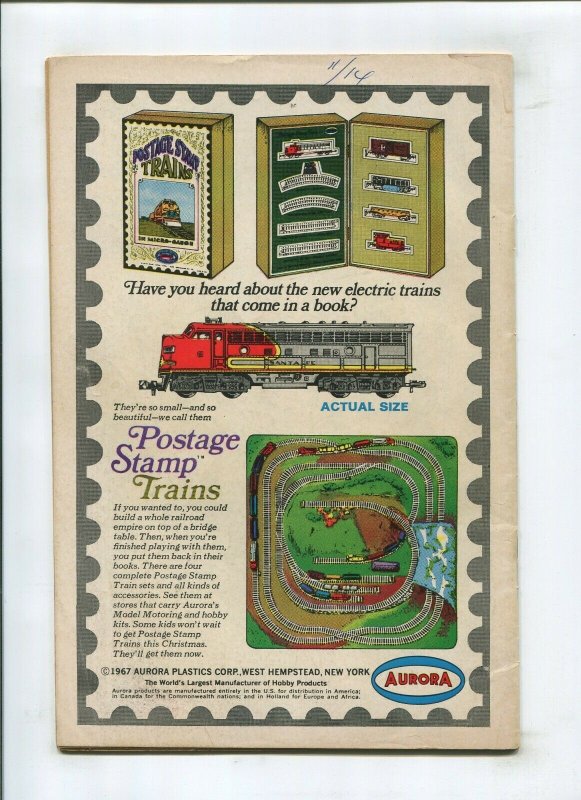 11/14
POSTAGE STAMP
TRAINS
IN MICRO-GAUGE
Have you heard about the new electric trains
that come in a book?
SANTA FE
They're so small—and so
beautiful—we call them
ACTUAL SIZE
Postage
Stamp™
Trains
If you wanted to, you could
build a whole railroad
empire on top of a bridge
table. Then, when you're
finished playing with them,
you put them back in their
books. There are four
complete Postage Stamp
Train sets and all kinds of
accessories. See them at
stores that carry Aurora's
Model Motoring and hobby
kits. Some kids won't wait
to get Postage Stamp
Trains this Christmas.
They'll get them now.
©1967 AURORA PLASTICS CORP., WEST HEMPSTEAD, NEW YORK
The World's Largest Manufacturer of Hobby Products
Aurora products are manufactured entirely in the U.S. for distribution in America;
in Canada for the Commonwealth nations; and in Holland for Europe and Africa.
AURORA